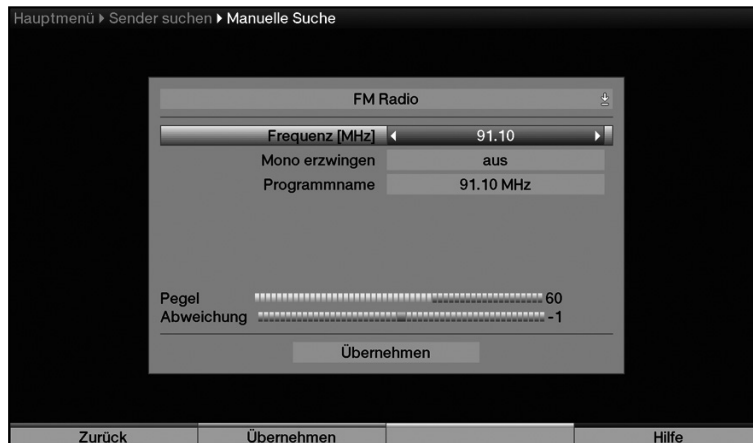 Hauptmenü ▸ Sender suchen ▸ Manuelle Suche
FM Radio
Frequenz [MHz] 91.10
Mono erzwingen aus
Programmname 91.10 MHz
Pegel 60
Abweichung -1
Übernehmen
Zurück Übernehmen Hilfe